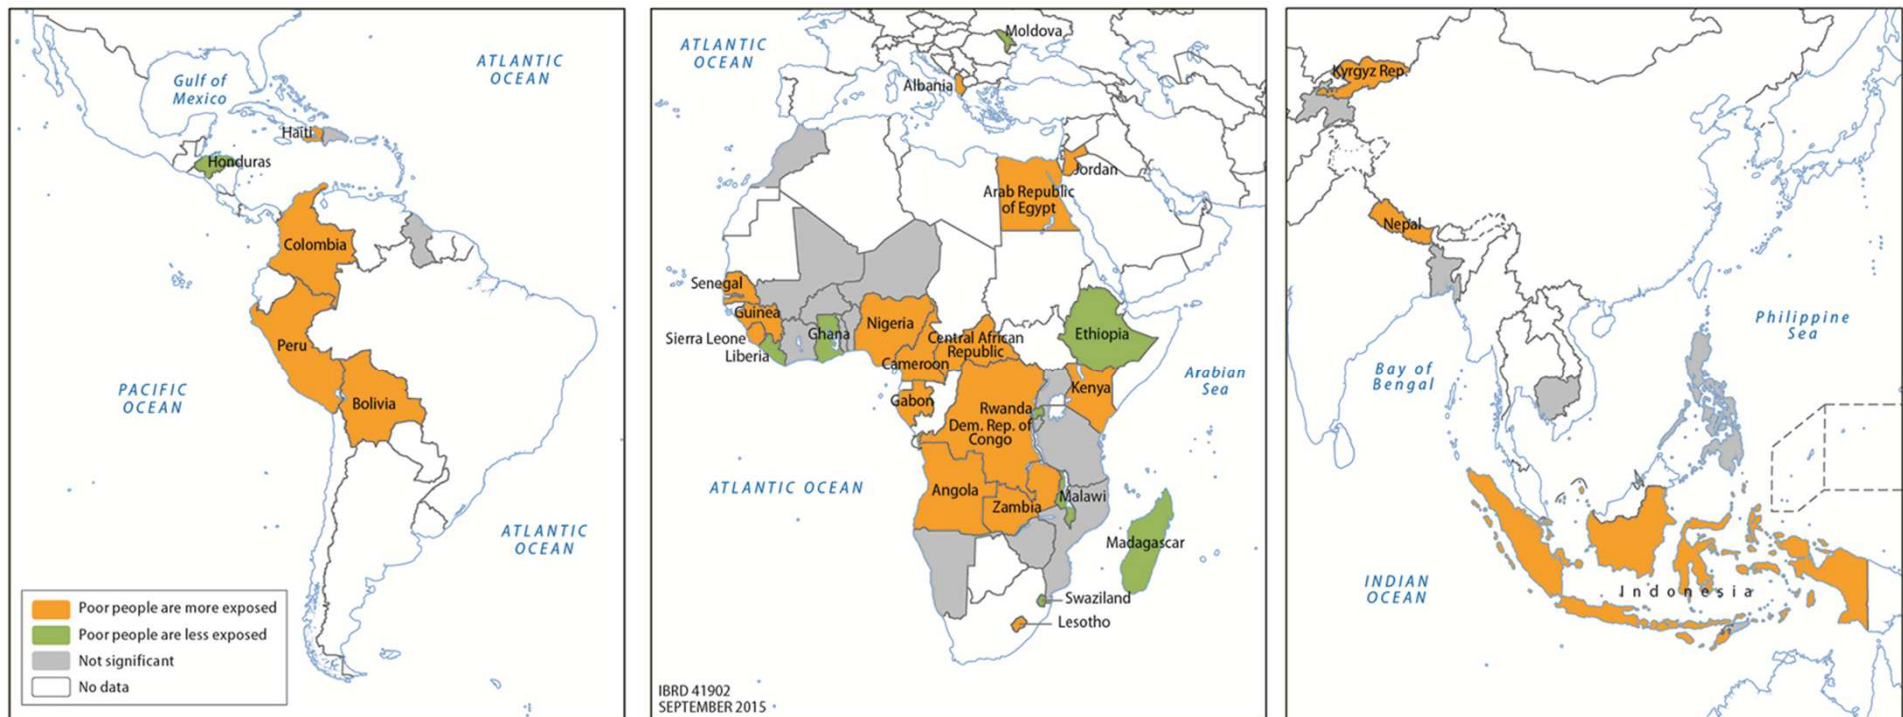 ATLANTIC
OCEAN
Gulf of
Mexico
Haiti
Honduras
Colombia
Peru
Bolivia
PACIFIC
OCEAN
ATLANTIC
OCEAN
Poor people are more exposed
Poor people are less exposed
Not significant
No data
ATLANTIC
OCEAN
Moldova
Albania
Jordan
Arab Republic
of Egypt
Senegal
Guinea
Sierra Leone
Liberia
Ghana
Nigeria
Central African
Republic
Cameroon
Ethiopia
Gabon
Kenya
Rwanda
Dem. Rep. of
Congo
Arabian
Sea
ATLANTIC OCEAN
Angola
Zambia
Malawi
Madagascar
Swaziland
Lesotho
IBRD 41902
SEPTEMBER 2015
Kyrgyz Rep.
Nepal
Philippine
Sea
Bay of
Bengal
INDIAN
OCEAN
Indonesia